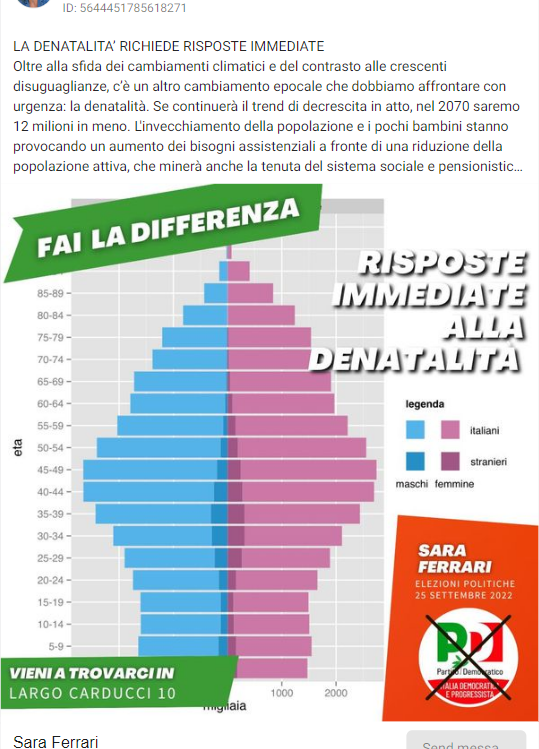 ID: 5644451785618271
LA DENATALITA’ RICHIEDE RISPOSTE IMMEDIATE
Oltre alla sfida dei cambiamenti climatici e del contrasto alle crescenti
disuguaglianze, c’è un altro cambiamento epocale che dobbiamo affrontare con
urgenza: la denatalità. Se continuerà il trend di decrescita in atto, nel 2070 saremo
12 milioni in meno. L'invecchiamento della popolazione e i pochi bambini stanno
provocando un aumento dei bisogni assistenziali a fronte di una riduzione della
popolazione attiva, che minerà anche la tenuta del sistema sociale e pensionistic...
FAI LA DIFFERENZA
RISPOSTE
IMMEDIATE
ALLA
DENATALITÀ
85-89
80-84
75-79
70-74
65-69
60-64
55-59
50-54
45-49
40-44
35-39
30-34
25-29
20-24
15-19
10-14
5-9
eta
legenda
italiani
stranieri
maschi femmine
1000
2000
migliaia
SARA
FERRARI
ELEZIONI POLITICHE
25 SETTEMBRE 2022
PD
Partito Democratico
ITALIA DEMOCRATICA
E PROGRESSISTA
VIENI A TROVARCI IN
LARGO CARDUCCI 10
Sara Ferrari
Send messa